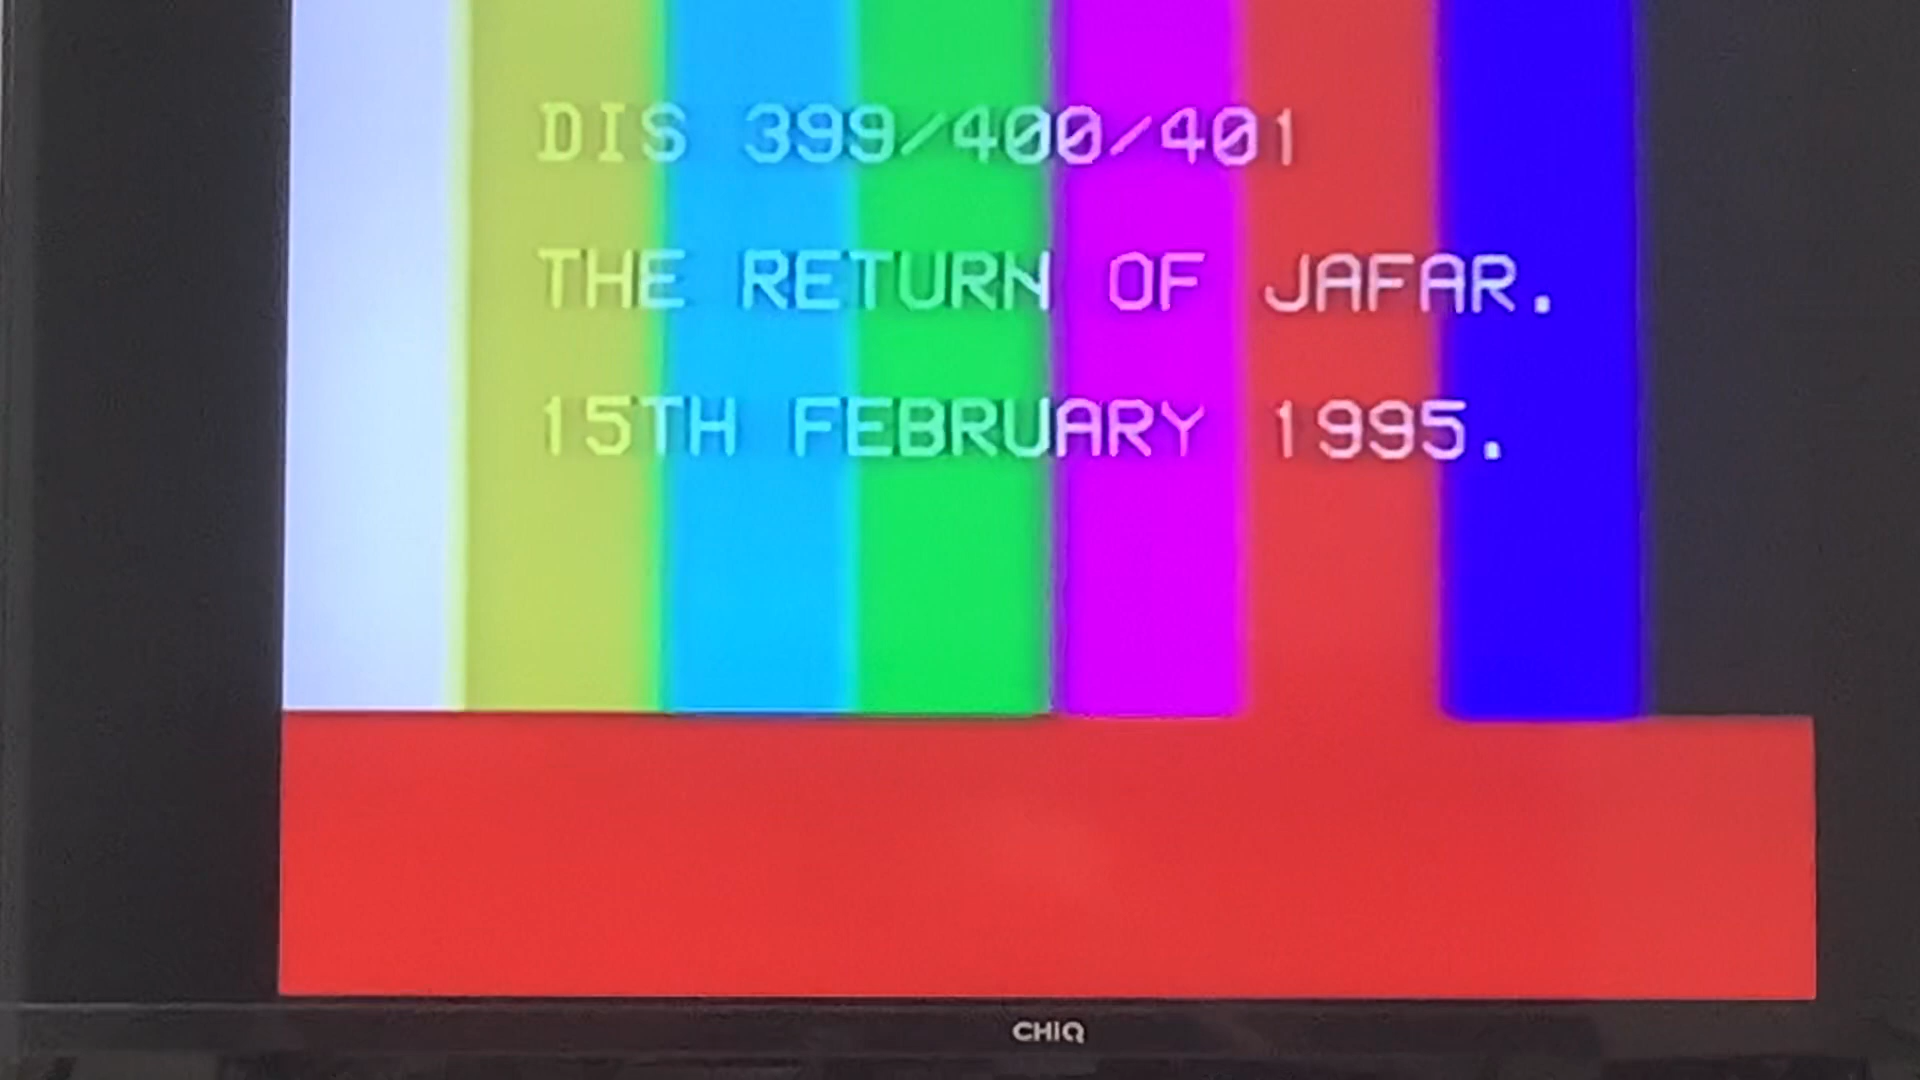 DIS 399/400/401
THE RETURN OF JAFAR.
15TH FEBRUARY 1995.
CHiQ